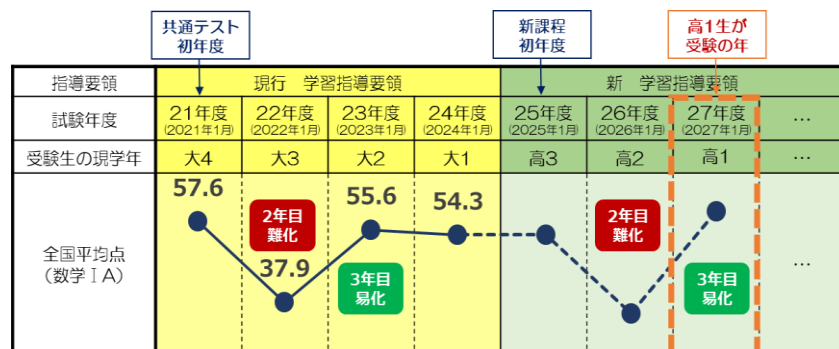 共通テスト
初年度
新課程
初年度
高1生が
受験の年
指導要領 現行 学習指導要領 新 学習指導要領
試験年度 21年度 22年度 23年度 24年度 25年度 26年度 27年度 …
(2021年1月) (2022年1月) (2023年1月) (2024年1月) (2025年1月) (2026年1月) (2027年1月)
受験生の現学年 大4 大3 大2 大1 高3 高2 高1 …
57.6 55.6 54.3
2年目
難化
2年目
難化
全国平均点
(数学ⅠA)
37.9
3年目
易化
3年目
易化
…